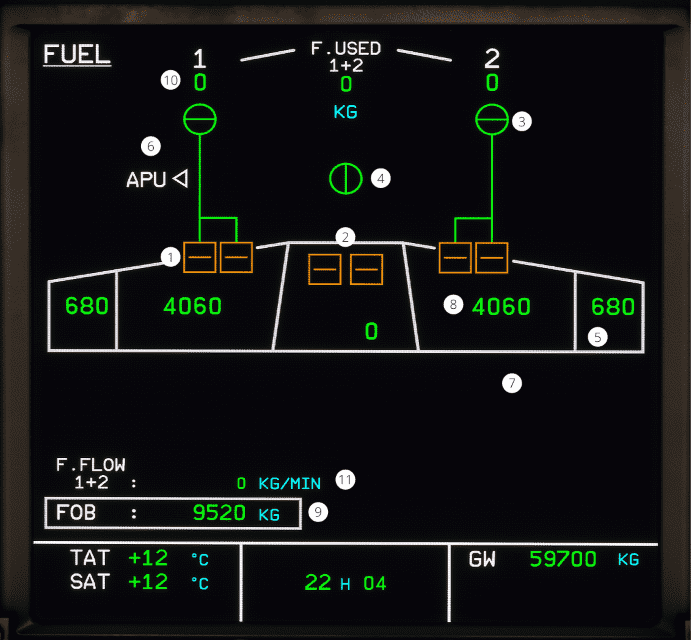 FUEL
1 F.USED 2
1+2
10 0 0 0
KG
3
6
APU 4
2
1
680 4060 8 4060 680
0 5
7
F.FLOW
1+2 : 0 KG/MIN 11
FOB : 9520 KG 9
TAT +12 °C GW 59700 KG
SAT +12 °C 22 H 04